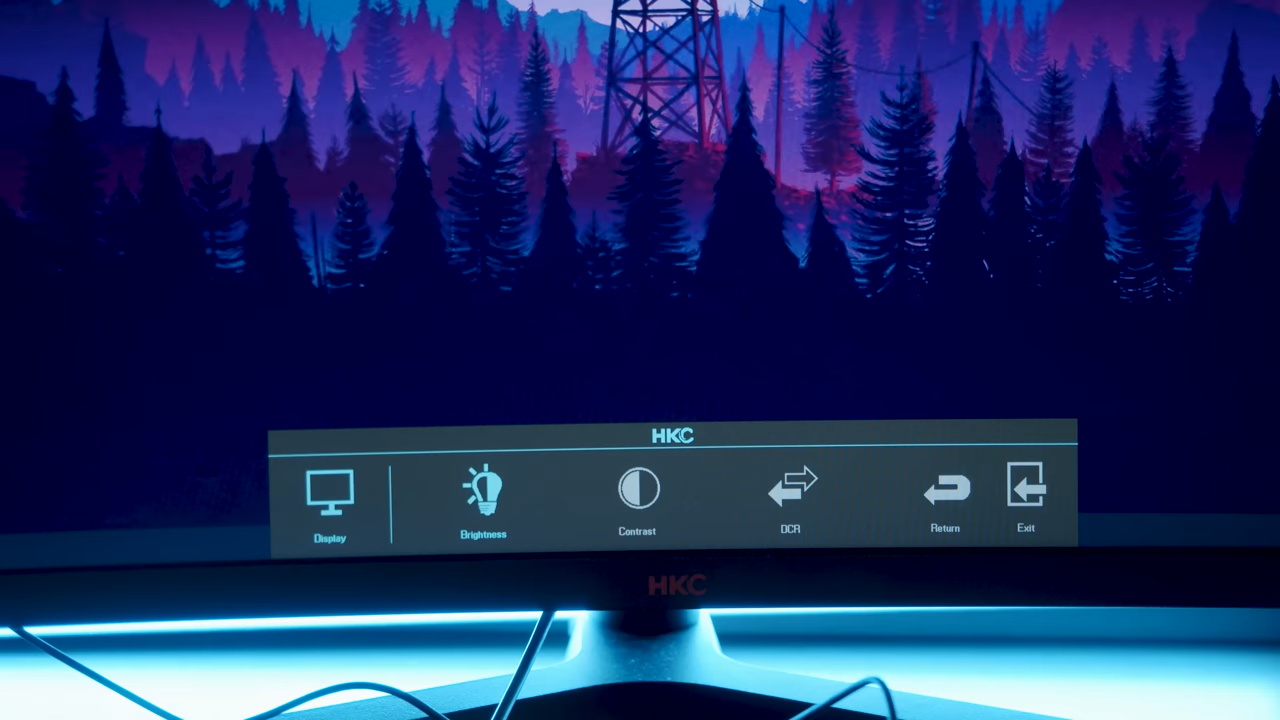 HKC
Display
Brightness
Contrast
DCR
Return
Exit
HKC